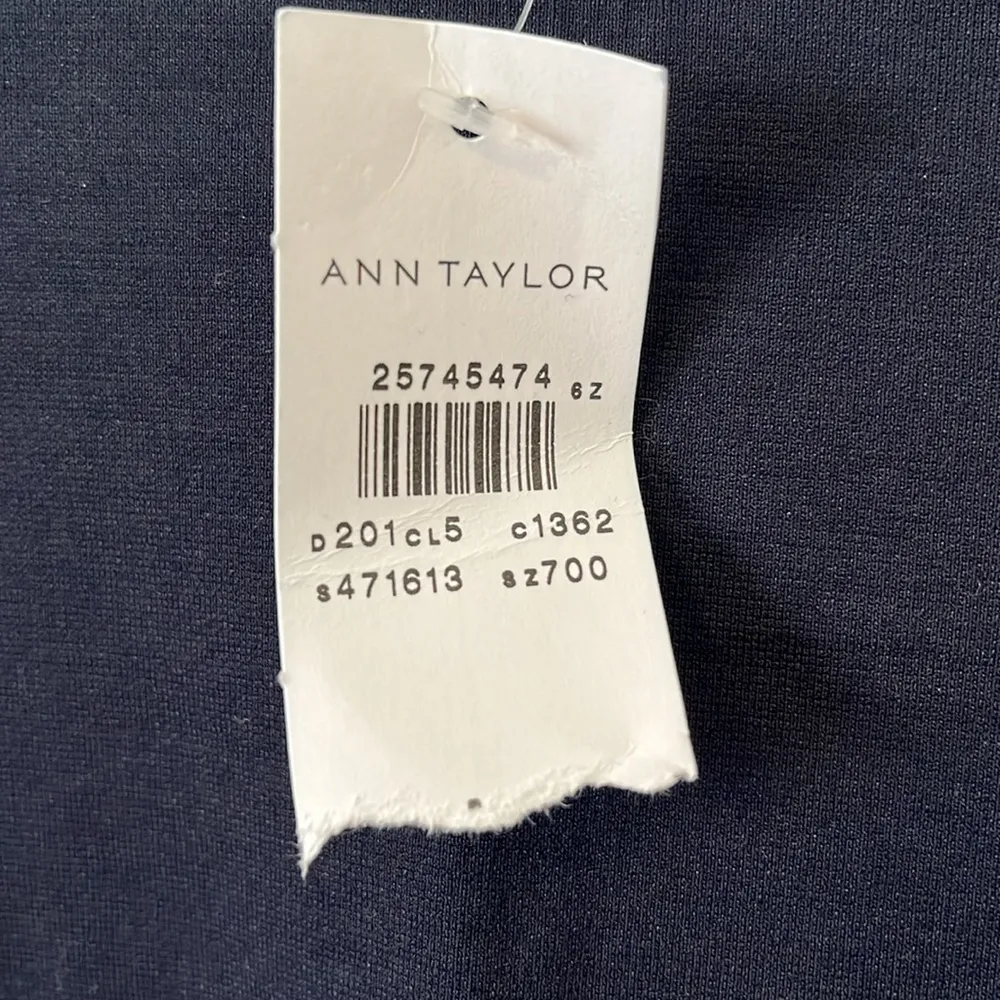 ANN TAYLOR
25745474 6Z
D201CL5 C1362
S471613 SZ700